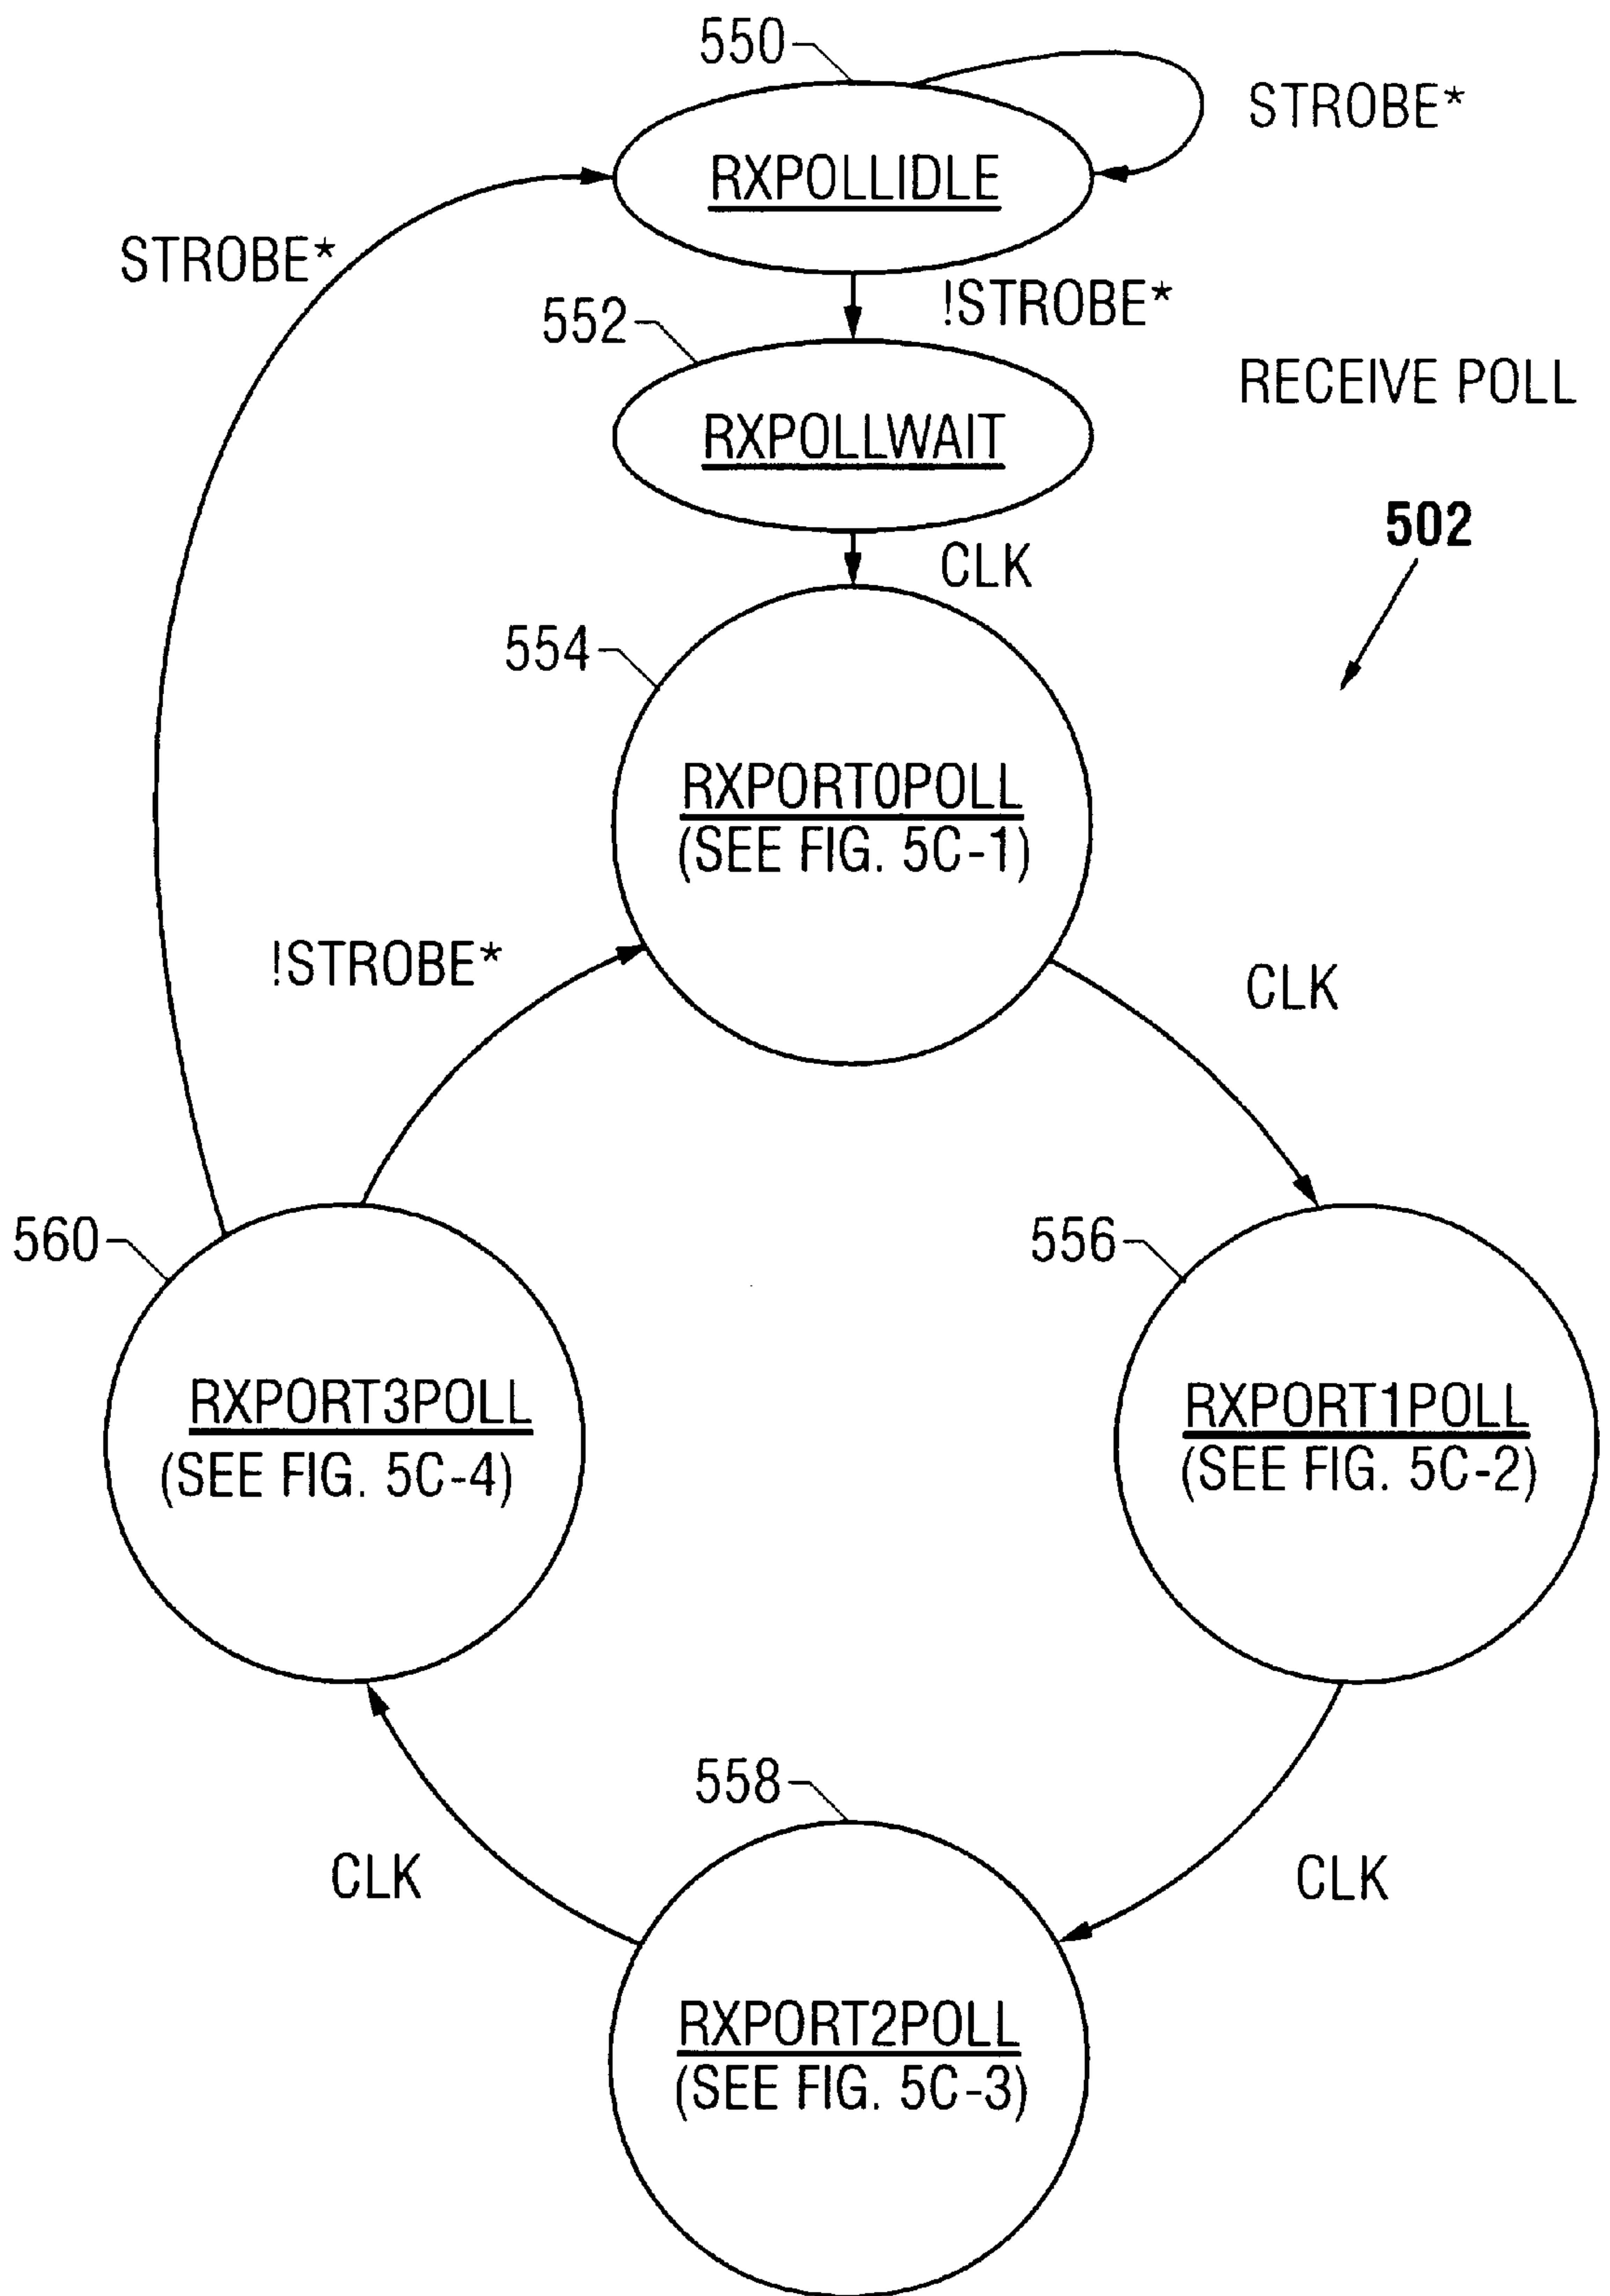 550
STROBE*
RXPOLLIDLE
STROBE*
!STROBE*
552
RECEIVE POLL
RXPOLLWAIT
502
CLK
554
RXPORT0POLL
(SEE FIG. 5C-1)
!STROBE*
CLK
560
556
RXPORT3POLL
(SEE FIG. 5C-4)
RXPORT1POLL
(SEE FIG. 5C-2)
558
CLK
CLK
RXPORT2POLL
(SEE FIG. 5C-3)